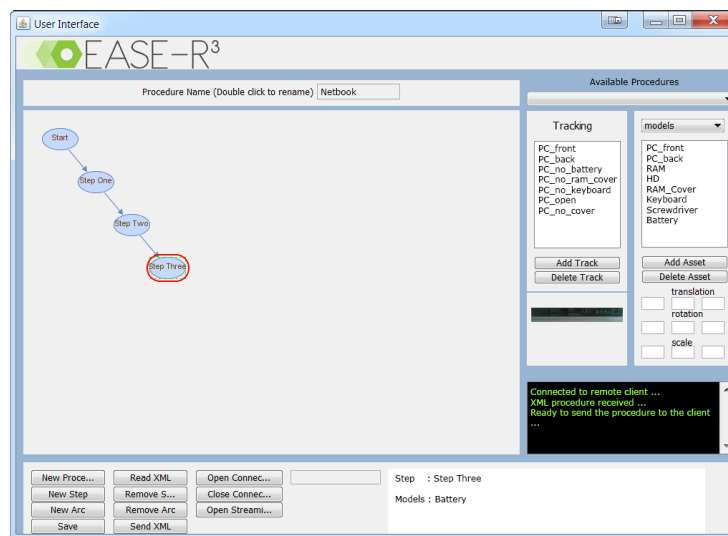 User Interface
EASE-R³
Procedure Name (Double click to rename) Netbook
Available Procedures
Start
Step One
Step Two
Step Three
Tracking
PC_front
PC_back
PC_no_battery
PC_no_ram_cover
PC_no_keyboard
PC_open
PC_no_cover
Add Track
Delete Track
models
PC_front
PC_back
RAM
HD
RAM_Cover
Keyboard
Screwdriver
Battery
Add Asset
Delete Asset
translation
rotation
scale
Connected to remote client ...
XML procedure received ...
Ready to send the procedure to the client
...
New Proce... Read XML Open Connec...
New Step Remove S... Close Connec...
New Arc Remove Arc Open Streami...
Save Send XML
Step : Step Three
Models : Battery